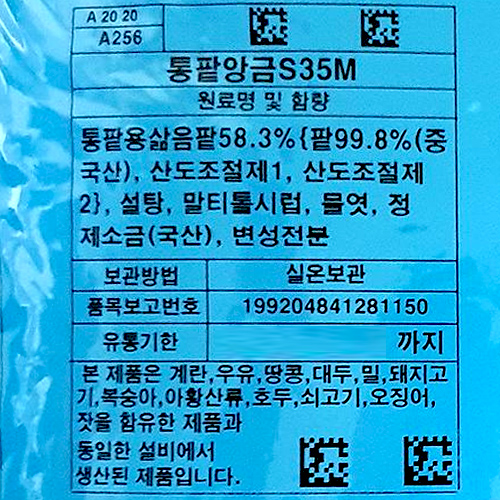 A 20 20
A256
통팥앙금S35M
원료명 및 함량
통팥용삶음팥58.3%{팥99.8%(중
국산), 산도조절제1, 산도조절제
2}, 설탕, 말티톨시럽, 물엿, 정
제소금(국산), 변성전분
보관방법 실온보관
품목보고번호 199204841281150
유통기한 까지
본 제품은 계란,우유,땅콩,대두,밀,돼지고
기,복숭아,아황산류,호두,쇠고기,오징어,
잣을 함유한 제품과
동일한 설비에서
생산된 제품입니다.